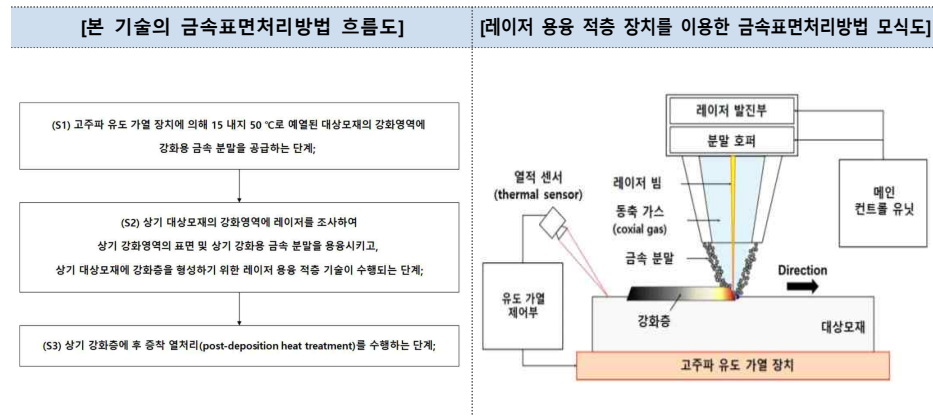 [본 기술의 금속표면처리방법 흐름도]
(S1) 고주파 유도 가열 장치에 의해 15 내지 50 ℃로 예열된 대상모재의 강화영역에
강화용 금속 분말을 공급하는 단계;
(S2) 상기 대상모재의 강화영역에 레이저를 조사하여
상기 강화영역의 표면 및 상기 강화용 금속 분말을 용융시키고,
상기 대상모재에 강화층을 형성하기 위한 레이저 용융 적층 기술이 수행되는 단계;
(S3) 상기 강화층에 후 증착 열처리(post-deposition heat treatment)를 수행하는 단계;
[레이저 용융 적층 장치를 이용한 금속표면처리방법 모식도]
레이저 발진부
분말 호퍼
열적 센서
(thermal sensor)
레이저 빔
동축 가스
(coxial gas)
금속 분말
메인
컨트롤 유닛
Direction
유도 가열
제어부
강화층
대상모재
고주파 유도 가열 장치